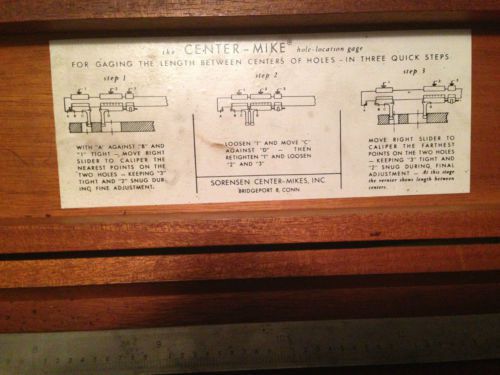 the CENTER-MIKE® hole-location gage
FOR GAGING THE LENGTH BETWEEN CENTERS OF HOLES - IN THREE QUICK STEPS
step 1
WITH "A" AGAINST "B" AND
"1" TIGHT — MOVE RIGHT
SLIDER TO CALIPER THE
NEAREST POINTS ON THE
TWO HOLES — KEEPING "3"
TIGHT AND "2" SNUG DUR-
ING FINE ADJUSTMENT.
step 2
LOOSEN "1" AND MOVE "C"
AGAINST "D" — THEN
RETIGHTEN "1" AND LOOSEN
"2" AND "3"
SORENSEN CENTER-MIKES, INC.
BRIDGEPORT 8, CONN
step 3
MOVE RIGHT SLIDER TO
CALIPER THE FARTHEST
POINTS ON THE TWO HOLES
— KEEPING "3" TIGHT AND
"2" SNUG DURING FINAL
ADJUSTMENT — At this stage
the vernier shows length between
centers.